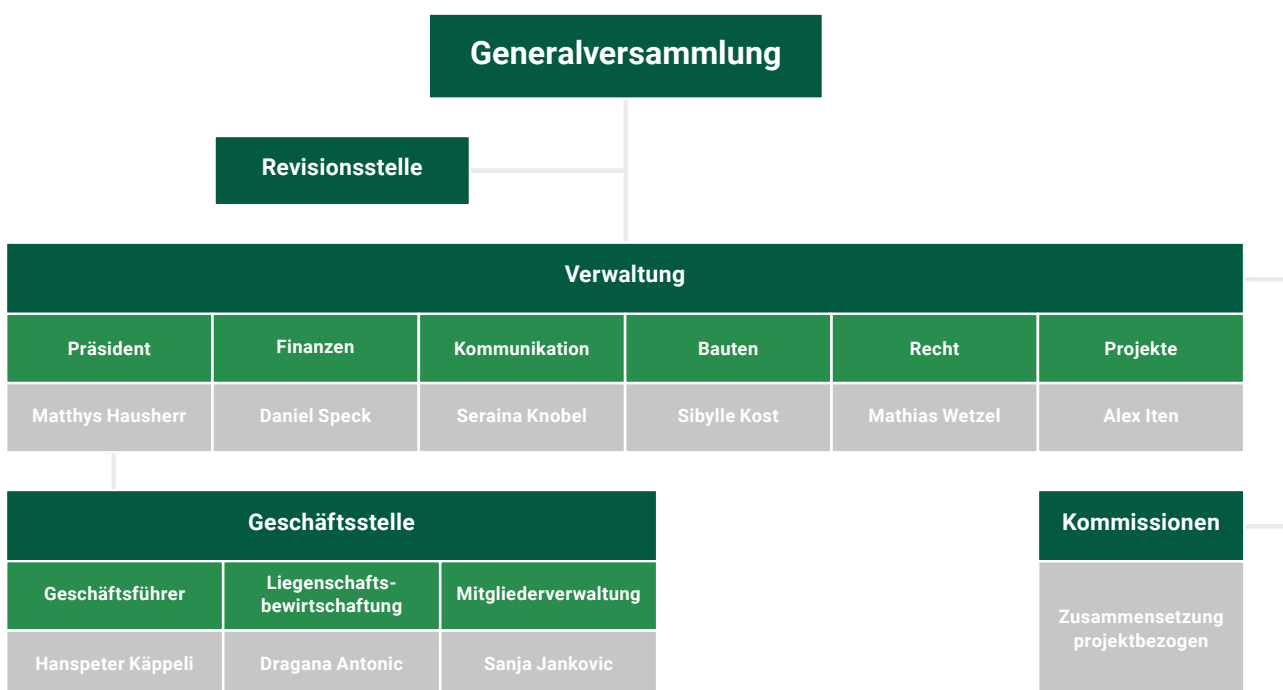 Generalversammlung
Revisionsstelle
Verwaltung
Präsident
Finanzen
Kommunikation
Bauten
Recht
Projekte
Matthys Hausherr
Daniel Speck
Seraina Knobel
Sibylle Kost
Mathias Wetzel
Alex Iten
Geschäftsstelle
Geschäftsführer
Liegenschafts-
bewirtschaftung
Mitgliederverwaltung
Hanspeter Käppeli
Dragana Antonic
Sanja Jankovic
Kommissionen
Zusammensetzung
projektbezogen